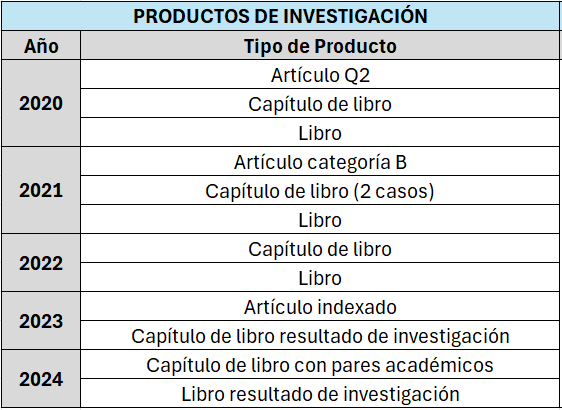 PRODUCTOS DE INVESTIGACIÓN
Año Tipo de Producto
2020
Artículo Q2
Capítulo de libro
Libro
2021
Artículo categoría B
Capítulo de libro (2 casos)
Libro
2022
Capítulo de libro
Libro
2023
Artículo indexado
Capítulo de libro resultado de investigación
2024
Capítulo de libro con pares académicos
Libro resultado de investigación